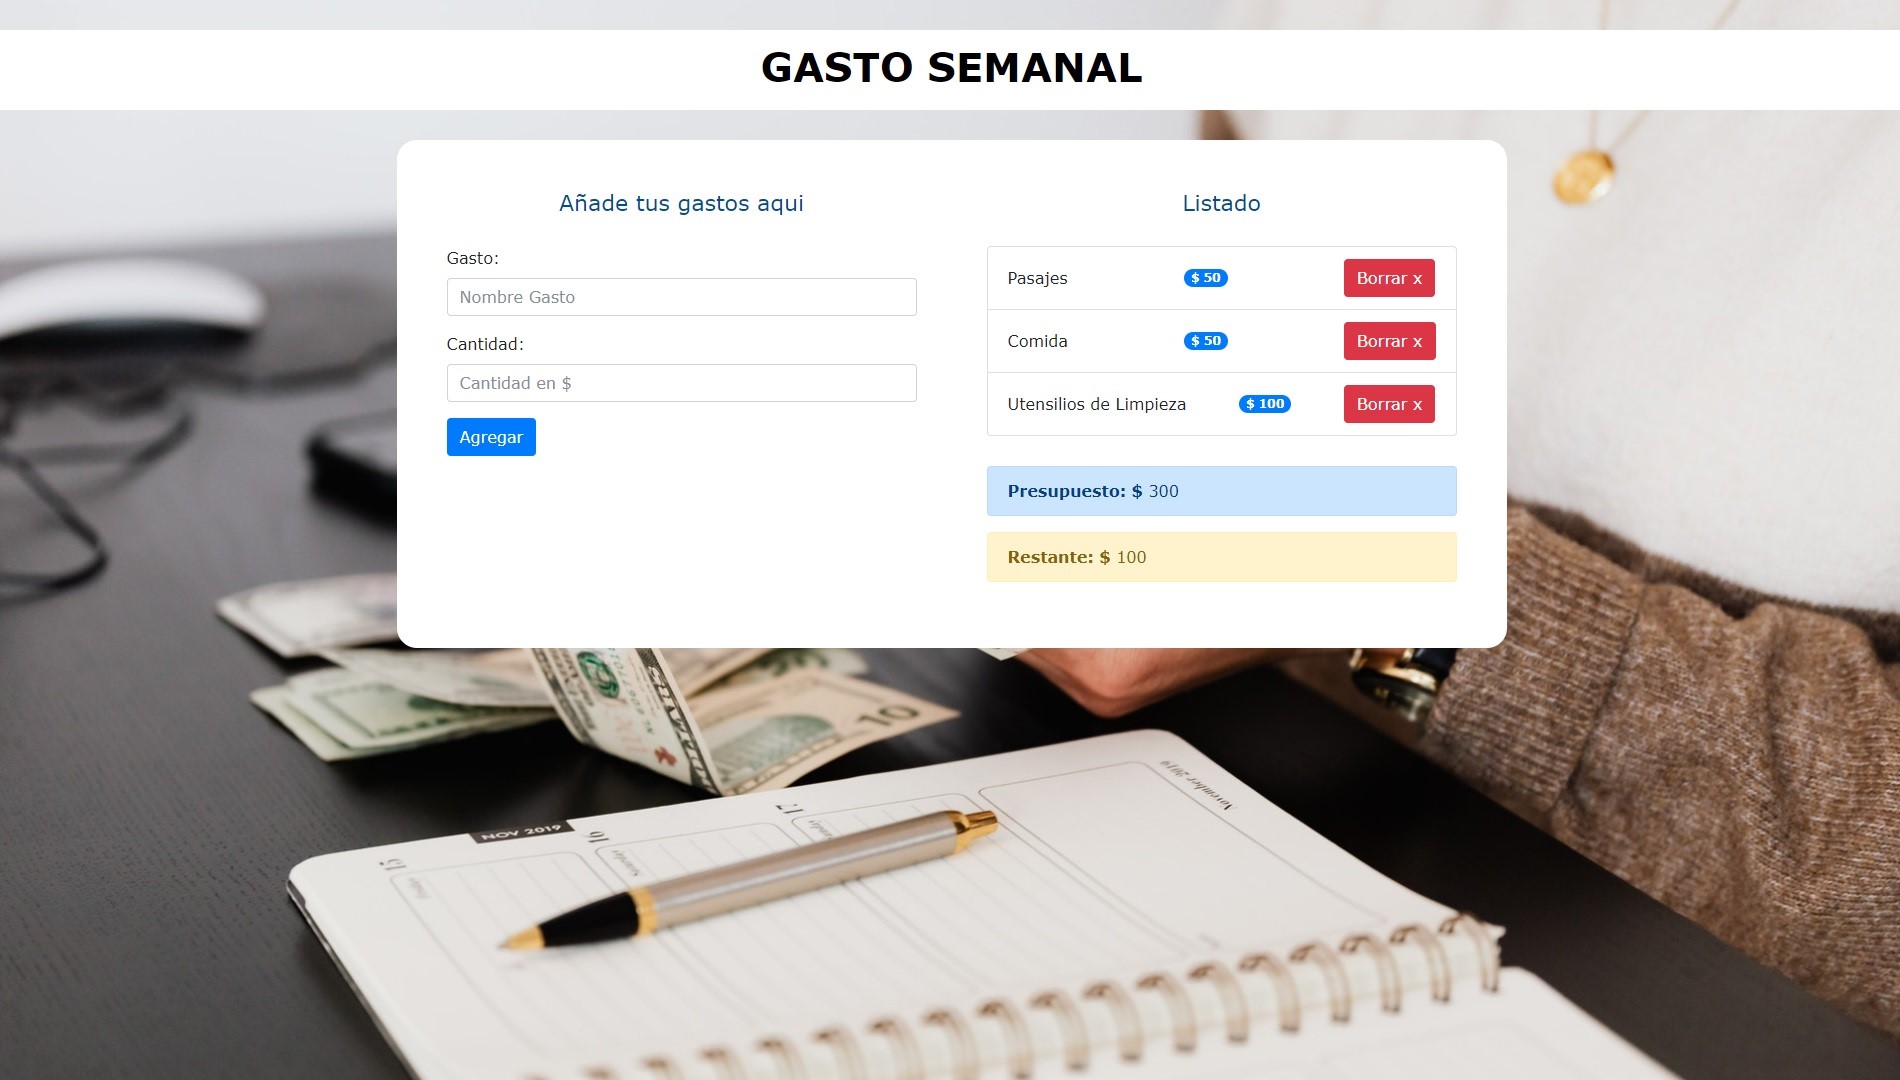 GASTO SEMANAL
Añade tus gastos aqui
Gasto:
Nombre Gasto
Cantidad:
Cantidad en $
Agregar
Listado
Pasajes $ 50 Borrar x
Comida $ 50 Borrar x
Utensilios de Limpieza $ 100 Borrar x
Presupuesto: $ 300
Restante: $ 100
10
NOV 2019
November 2019
15
16
17